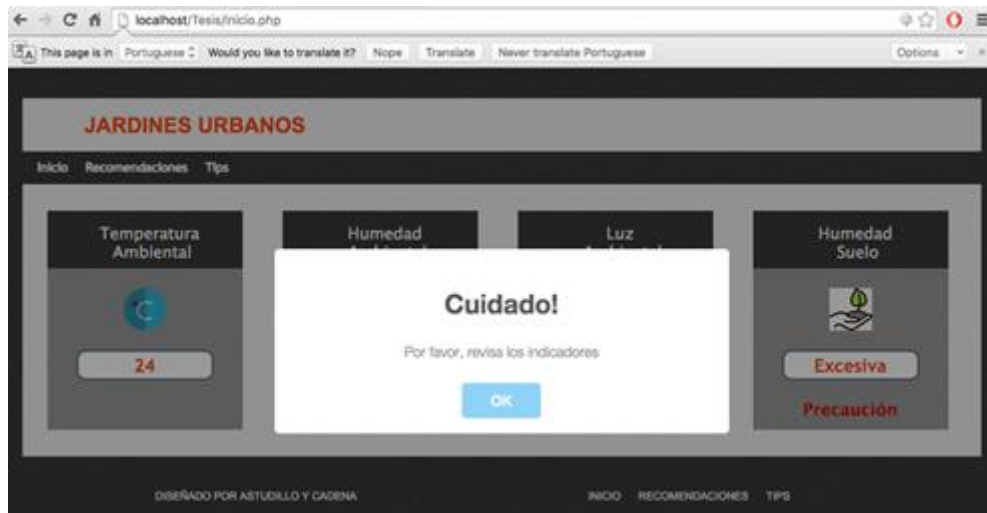 localhost/Tesis/inicio.php
This page is in Portuguese Would you like to translate it? Nope Translate Never translate Portuguese Options
JARDINES URBANOS
Inicio Recomendaciones Tips
Temperatura
Ambiental
Humedad
Luz
Humedad
Suelo
°C
24
Cuidado!
Por favor, revisa los indicadores
OK
Excesiva
Precaución
DISEÑADO POR ASTUDILLO Y CADENA INICIO RECOMENDACIONES TIPS